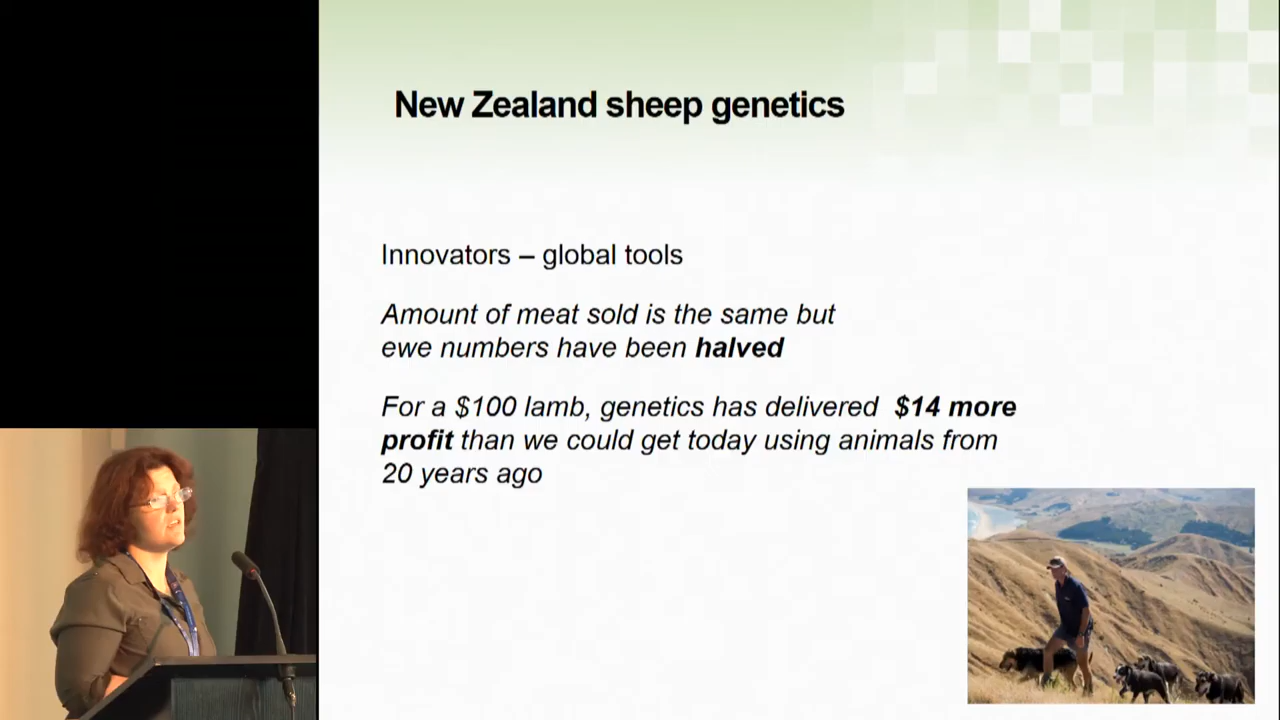 New Zealand sheep genetics
Innovators – global tools
Amount of meat sold is the same but
ewe numbers have been halved
For a $100 lamb, genetics has delivered $14 more
profit than we could get today using animals from
20 years ago